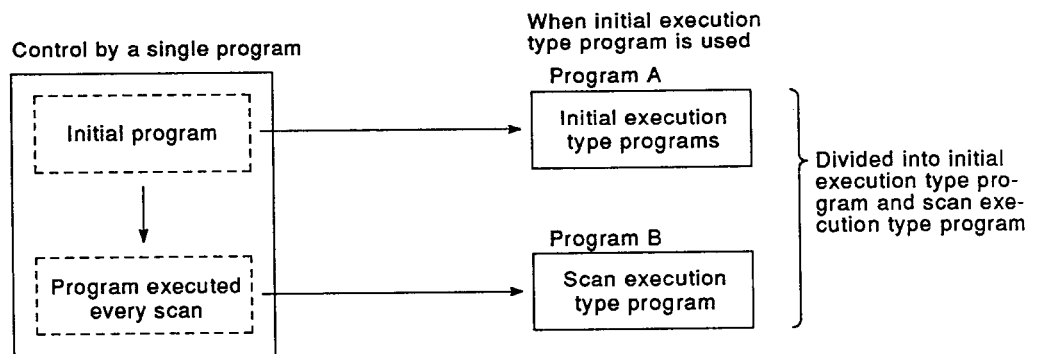 Control by a single program
Initial program
Program executed
every scan
When initial execution
type program is used
Program A
Initial execution
type programs
Program B
Scan execution
type program
Divided into initial
execution type pro-
gram and scan exe-
cution type program